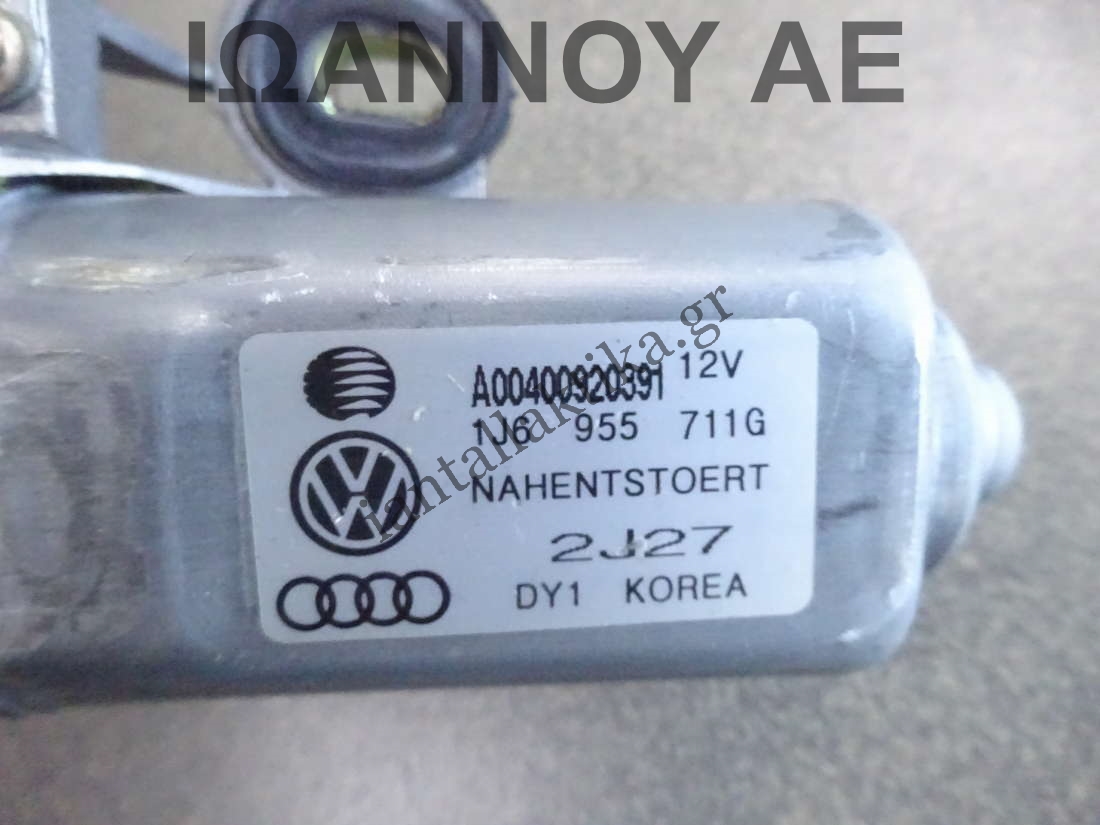 ΙΩΑΝΝΟΥ ΑΕ
A00400920391 12V
1J6 955 711G
NAHENTSTOERT
2J27
DY1 KOREA
iantallaktika.gr